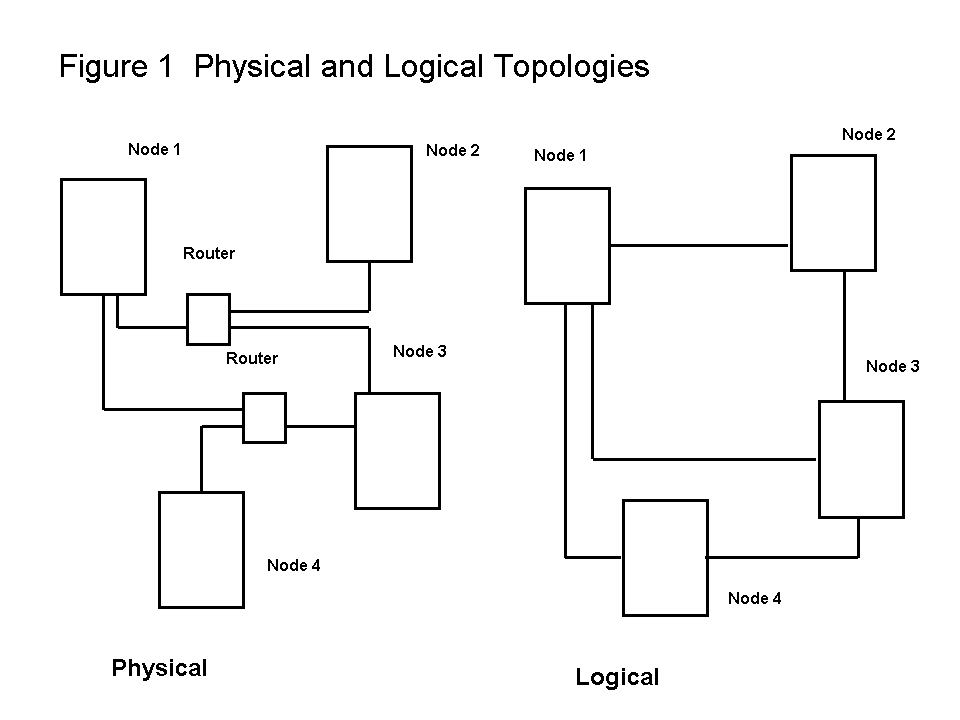 Figure 1  Physical and Logical Topologies
Node 1
Node 2
Router
Router
Node 3
Node 4
Physical
Node 1
Node 2
Node 3
Node 4
Logical